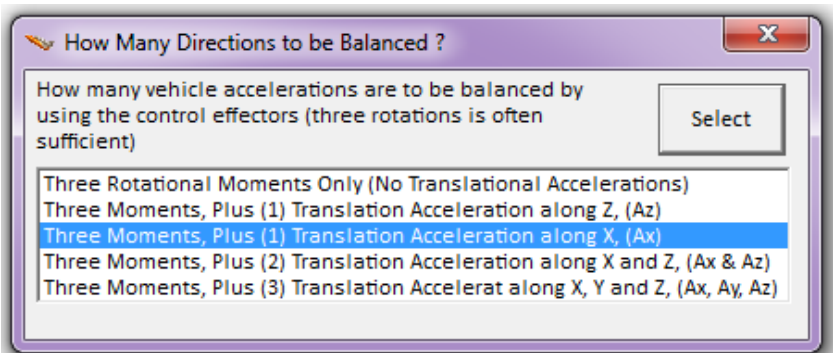 How Many Directions to be Balanced ?
How many vehicle accelerations are to be balanced by
using the control effectors (three rotations is often
sufficient)
Select
Three Rotational Moments Only (No Translational Accelerations)
Three Moments, Plus (1) Translation Acceleration along Z, (Az)
Three Moments, Plus (1) Translation Acceleration along X, (Ax)
Three Moments, Plus (2) Translation Acceleration along X and Z, (Ax & Az)
Three Moments, Plus (3) Translation Accelerat along X, Y and Z, (Ax, Ay, Az)